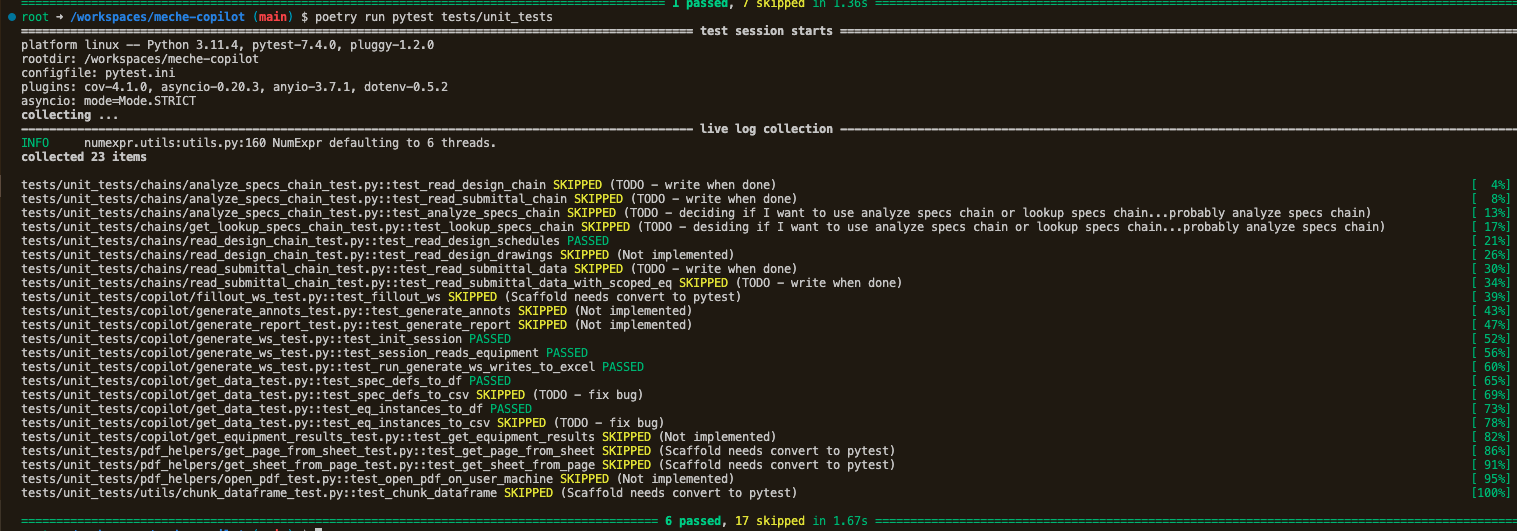 1 passed, 7 skipped in 1.36s
root ➜ /workspaces/meche-copilot (main) $ poetry run pytest tests/unit_tests
test session starts
platform linux -- Python 3.11.4, pytest-7.4.0, pluggy-1.2.0
rootdir: /workspaces/meche-copilot
configfile: pytest.ini
plugins: cov-4.1.0, asyncio-0.20.3, anyio-3.7.1, dotenv-0.5.2
asyncio: mode=Mode.STRICT
collecting ...
live log collection
INFO     numexpr.utils:utils.py:160 NumExpr defaulting to 6 threads.
collected 23 items
tests/unit_tests/chains/analyze_specs_chain_test.py::test_read_design_chain SKIPPED (TODO - write when done) [  4%]
tests/unit_tests/chains/analyze_specs_chain_test.py::test_read_submittal_chain SKIPPED (TODO - write when done) [  8%]
tests/unit_tests/chains/analyze_specs_chain_test.py::test_analyze_specs_chain SKIPPED (TODO - deciding if I want to use analyze specs chain or lookup specs chain...probably analyze specs chain) [ 13%]
tests/unit_tests/chains/get_lookup_specs_chain_test.py::test_lookup_specs_chain SKIPPED (TODO - desiding if I want to use analyze specs chain or lookup specs chain...probably analyze specs chain) [ 17%]
tests/unit_tests/chains/read_design_chain_test.py::test_read_design_schedules PASSED [ 21%]
tests/unit_tests/chains/read_design_chain_test.py::test_read_design_drawings SKIPPED (Not implemented) [ 26%]
tests/unit_tests/chains/read_submittal_chain_test.py::test_read_submittal_data SKIPPED (TODO - write when done) [ 30%]
tests/unit_tests/chains/read_submittal_chain_test.py::test_read_submittal_data_with_scoped_eq SKIPPED (TODO - write when done) [ 34%]
tests/unit_tests/copilot/fillout_ws_test.py::test_fillout_ws SKIPPED (Scaffold needs convert to pytest) [ 39%]
tests/unit_tests/copilot/generate_annots_test.py::test_generate_annots SKIPPED (Not implemented) [ 43%]
tests/unit_tests/copilot/generate_report_test.py::test_generate_report SKIPPED (Not implemented) [ 47%]
tests/unit_tests/copilot/generate_ws_test.py::test_init_session PASSED [ 52%]
tests/unit_tests/copilot/generate_ws_test.py::test_session_reads_equipment PASSED [ 56%]
tests/unit_tests/copilot/generate_ws_test.py::test_run_generate_ws_writes_to_excel PASSED [ 60%]
tests/unit_tests/copilot/get_data_test.py::test_spec_defs_to_df PASSED [ 65%]
tests/unit_tests/copilot/get_data_test.py::test_spec_defs_to_csv SKIPPED (TODO - fix bug) [ 69%]
tests/unit_tests/copilot/get_data_test.py::test_eq_instances_to_df PASSED [ 73%]
tests/unit_tests/copilot/get_data_test.py::test_eq_instances_to_csv SKIPPED (TODO - fix bug) [ 78%]
tests/unit_tests/copilot/get_equipment_results_test.py::test_get_equipment_results SKIPPED (Not implemented) [ 82%]
tests/unit_tests/pdf_helpers/get_page_from_sheet_test.py::test_get_page_from_sheet SKIPPED (Scaffold needs convert to pytest) [ 86%]
tests/unit_tests/pdf_helpers/get_sheet_from_page_test.py::test_get_sheet_from_page SKIPPED (Scaffold needs convert to pytest) [ 91%]
tests/unit_tests/pdf_helpers/open_pdf_test.py::test_open_pdf_on_user_machine SKIPPED (Not implemented) [ 95%]
tests/unit_tests/utils/chunk_dataframe_test.py::test_chunk_dataframe SKIPPED (Scaffold needs convert to pytest) [100%]
6 passed, 17 skipped in 1.67s